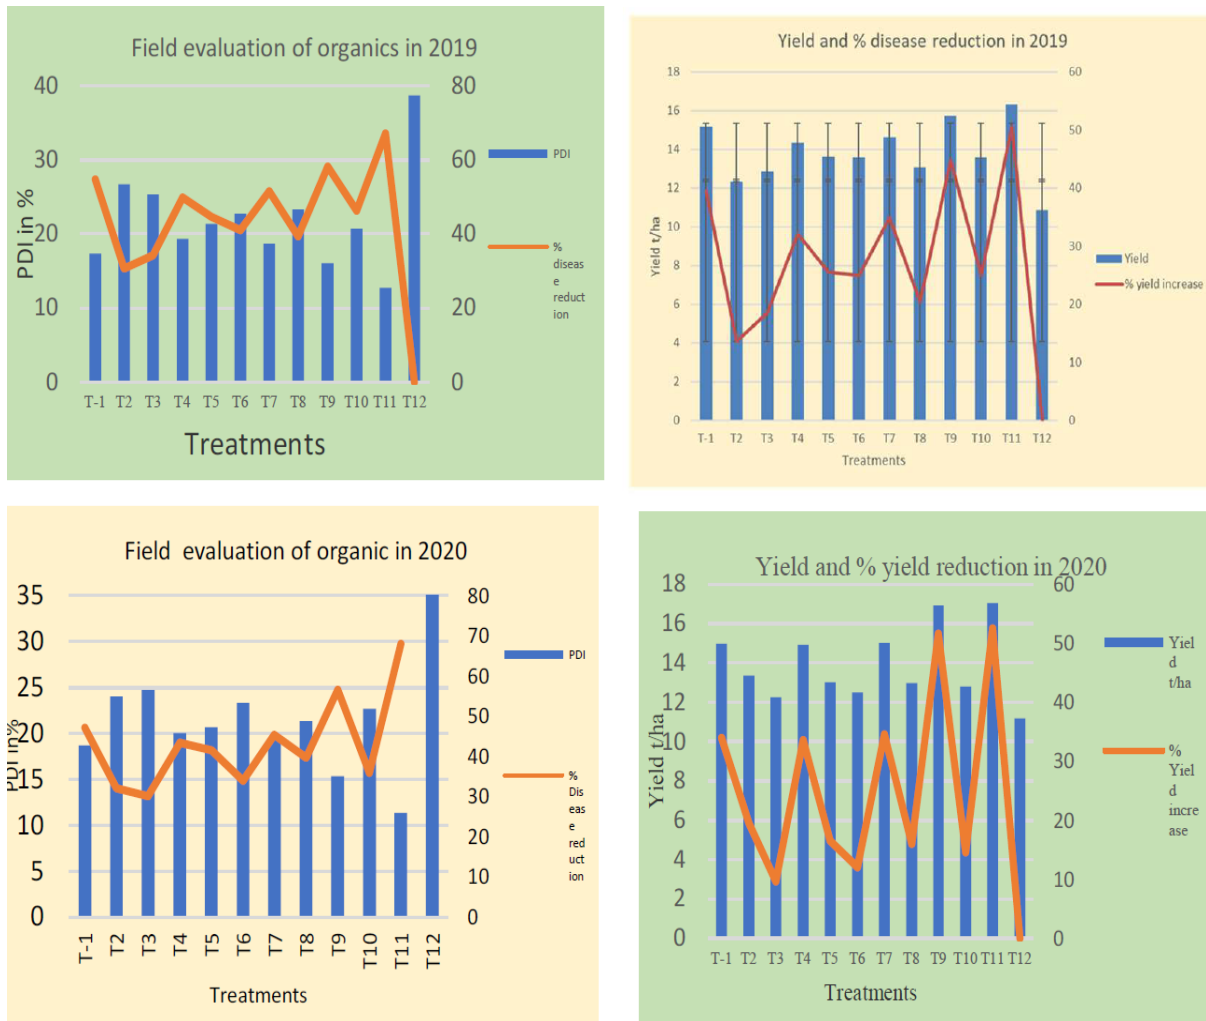 Field evaluation of organics in 2019
40
30
20
10
0
PDI in %
80
60
40
20
0
PDI
%
diseas
e
reduct
ion
T-1 T2 T3 T4 T5 T6 T7 T8 T9 T10 T11 T12
Treatments
Yield and % disease reduction in 2019
18
16
14
12
10
8
6
4
2
0
Yield t/ha
60
50
40
30
20
10
0
Yield
% yield increase
T-1 T2 T3 T4 T5 T6 T7 T8 T9 T10 T11 T12
Treatments
Field evaluation of organic in 2020
35
30
25
20
15
10
5
0
PDI in%
80
70
60
50
40
30
20
10
0
PDI
%
Dis
eas
e
red
uct
ion
T-1 T2 T3 T4 T5 T6 T7 T8 T9 T10 T11 T12
Treatments
Yield and % yield reduction in 2020
18
16
14
12
10
8
6
4
2
0
Yield t/ha
60
50
40
30
20
10
0
Yiel
d
t/ha
%
Yiel
d
incre
ase
T-1 T2 T3 T4 T5 T6 T7 T8 T9 T10 T11 T12
Treatments